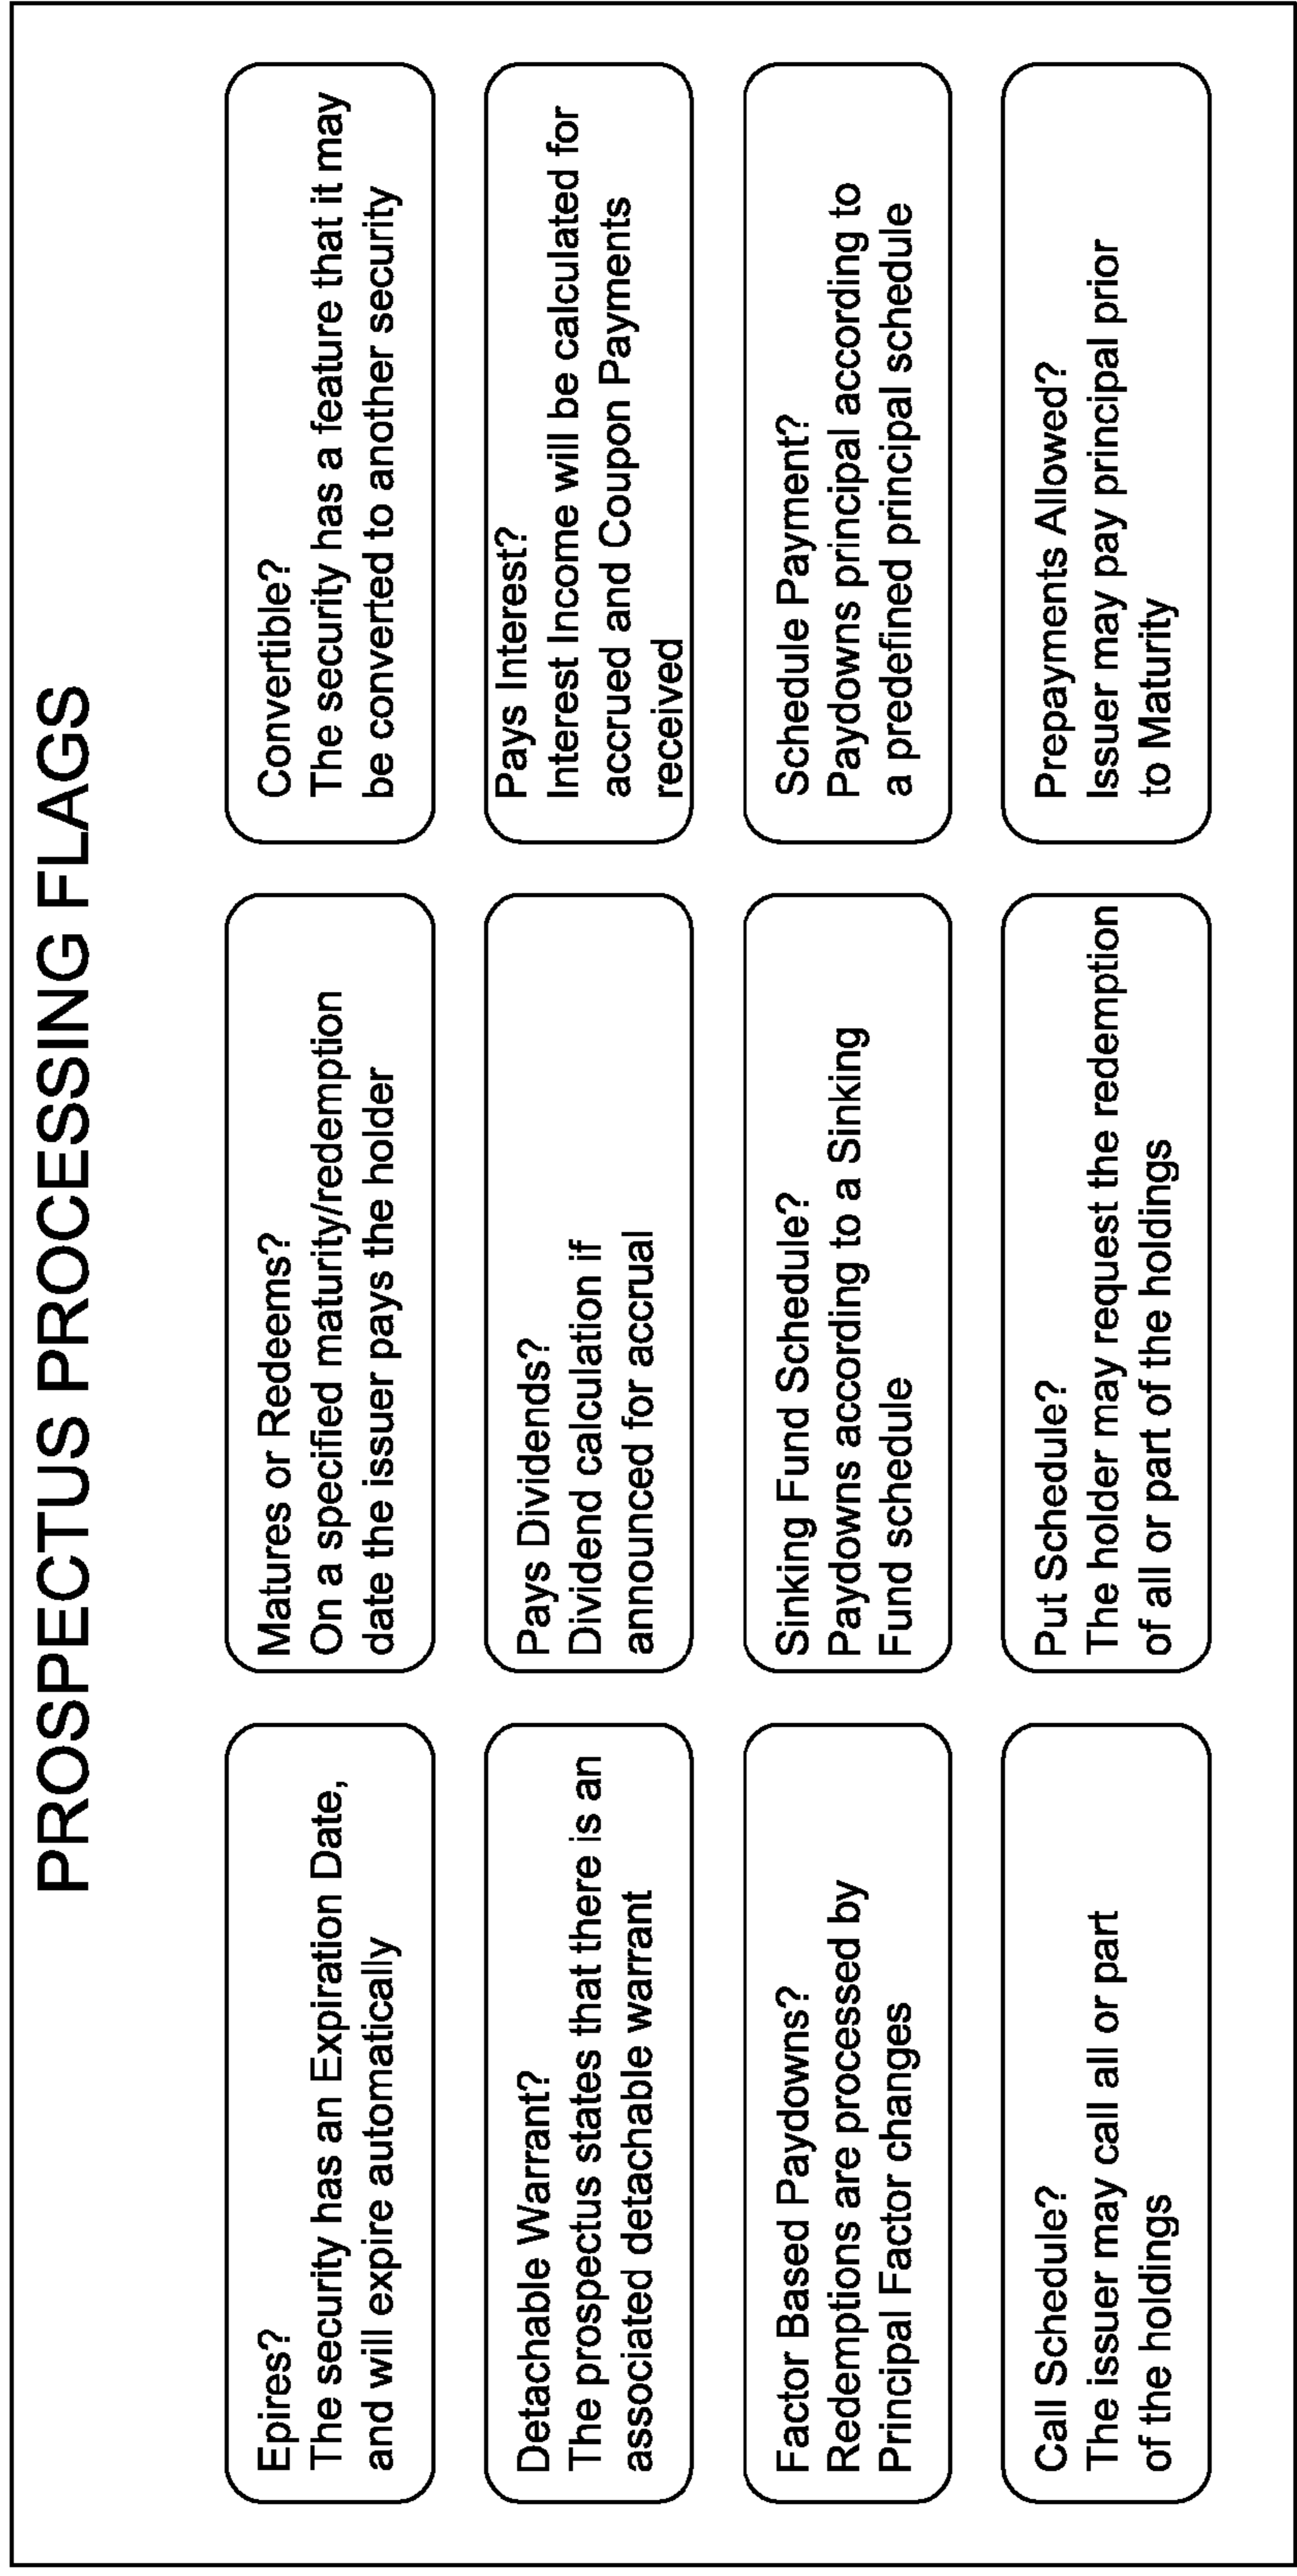 PROSPECTUS PROCESSING FLAGS
Epires?
The security has an Expiration Date,
and will expire automatically
Matures or Redeems?
On a specified maturity/redemption
date the issuer pays the holder
Convertible?
The security has a feature that it may
be converted to another security
Detachable Warrant?
The prospectus states that there is an
associated detachable warrant
Pays Dividends?
Dividend calculation if
announced for accrual
Pays Interest?
Interest Income will be calculated for
accrued and Coupon Payments
received
Factor Based Paydowns?
Redemptions are processed by
Principal Factor changes
Sinking Fund Schedule?
Paydowns according to a Sinking
Fund schedule
Schedule Payment?
Paydowns principal according to
a predefined principal schedule
Call Schedule?
The issuer may call all or part
of the holdings
Put Schedule?
The holder may request the redemption
of all or part of the holdings
Prepayments Allowed?
Issuer may pay principal prior
to Maturity